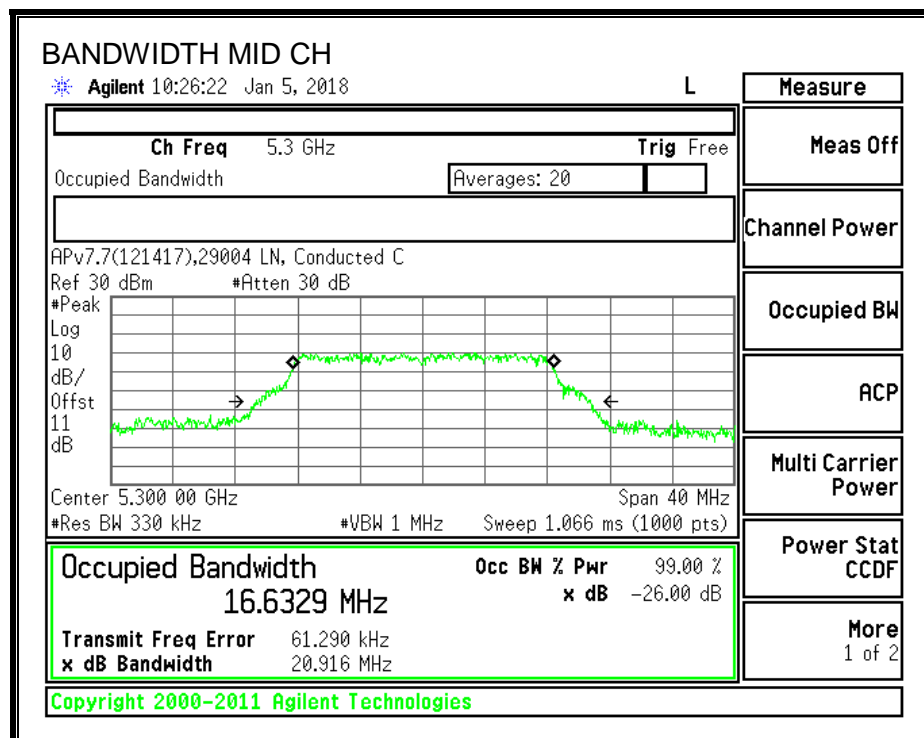 BANDWIDTH MID CH
Agilent 10:26:22 Jan 5, 2018 L
Measure
Ch Freq 5.3 GHz Trig Free
Meas Off
Occupied Bandwidth Averages: 20
Channel Power
APv7.7(121417),29004 LN, Conducted C
Ref 30 dBm #Atten 30 dB
#Peak
Log
10
dB/
Offst
11
dB
Occupied BW
ACP
Multi Carrier
Power
Center 5.300 00 GHz Span 40 MHz
#Res BW 330 kHz #VBW 1 MHz Sweep 1.066 ms (1000 pts)
Power Stat
CCDF
Occupied Bandwidth Occ BW % Pwr 99.00 %
16.6329 MHz x dB -26.00 dB
Transmit Freq Error 61.290 kHz
x dB Bandwidth 20.916 MHz
More
1 of 2
Copyright 2000-2011 Agilent Technologies